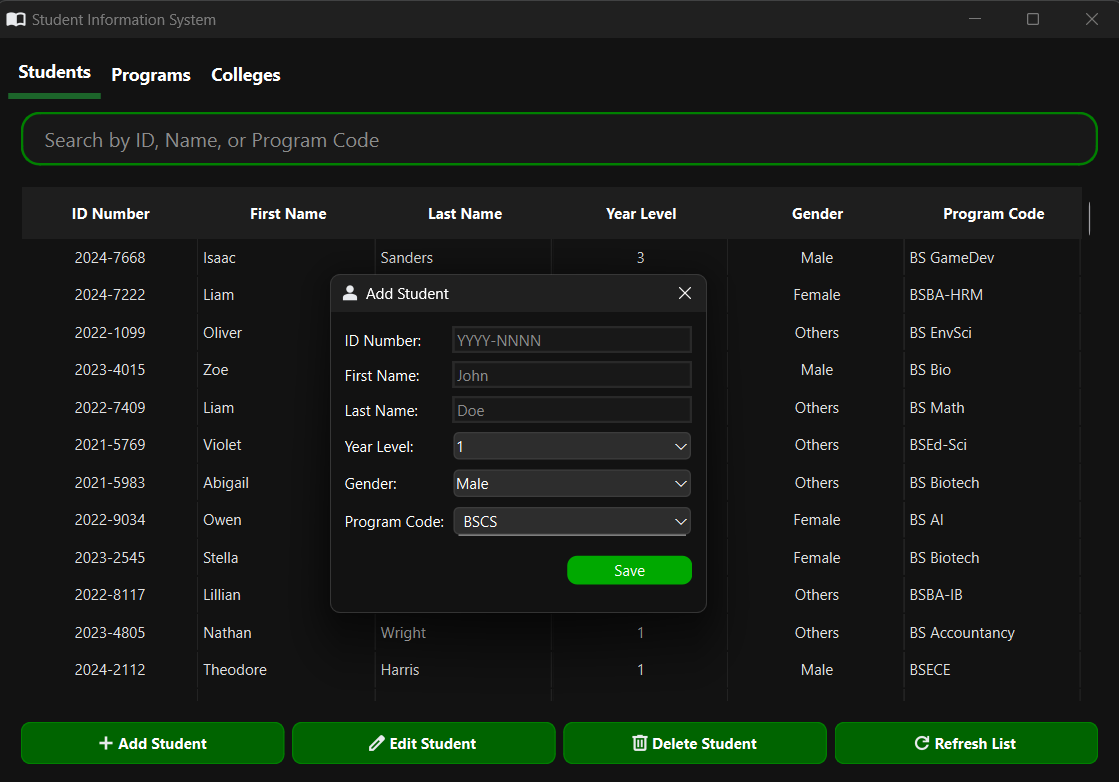 Student Information System
Students Programs Colleges
Search by ID, Name, or Program Code
ID Number First Name Last Name Year Level Gender Program Code
2024-7668 Isaac Sanders 3 Male BS GameDev
2024-7222 Liam Female BSBA-HRM
2022-1099 Oliver Others BS EnvSci
2023-4015 Zoe Male BS Bio
2022-7409 Liam Others BS Math
2021-5769 Violet Others BSEd-Sci
2021-5983 Abigail Others BS Biotech
2022-9034 Owen Female BS AI
2023-2545 Stella Female BS Biotech
2022-8117 Lillian Others BSBA-IB
2023-4805 Nathan Wright 1 Others BS Accountancy
2024-2112 Theodore Harris 1 Male BSECE
Add Student
ID Number: YYYY-NNNN
First Name: John
Last Name: Doe
Year Level: 1
Gender: Male
Program Code: BSCS
Save
Add Student Edit Student Delete Student Refresh List